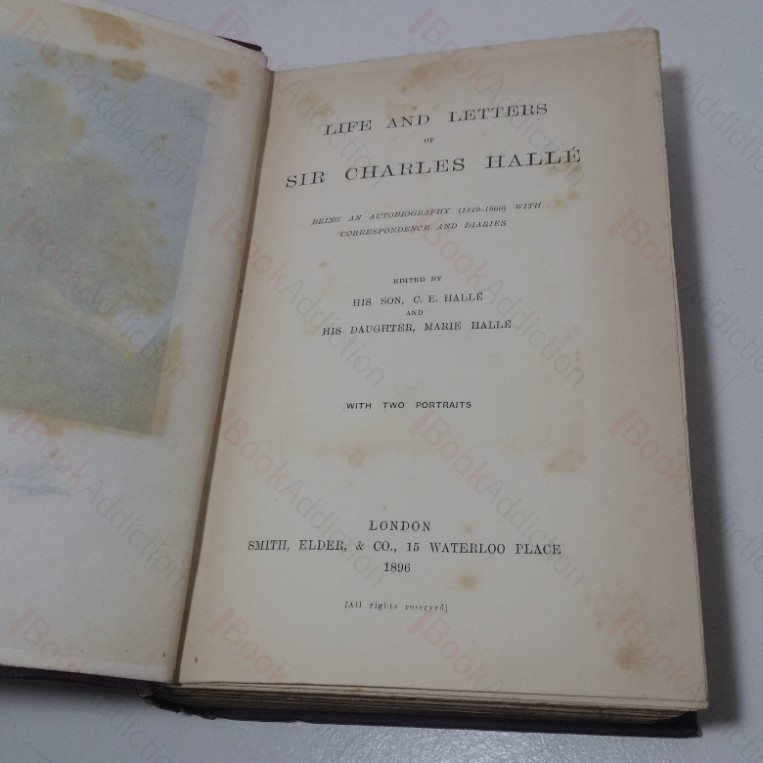 LIFE AND LETTERS
OF
SIR CHARLES HALLÉ
BEING AN AUTOBIOGRAPHY (1819-1860) WITH
CORRESPONDENCE AND DIARIES
EDITED BY
HIS SON, C. E. HALLÉ
AND
HIS DAUGHTER, MARIE HALLÉ
WITH TWO PORTRAITS
LONDON
SMITH, ELDER, & CO., 15 WATERLOO PLACE
1896
[All rights reserved]
BookAddiction